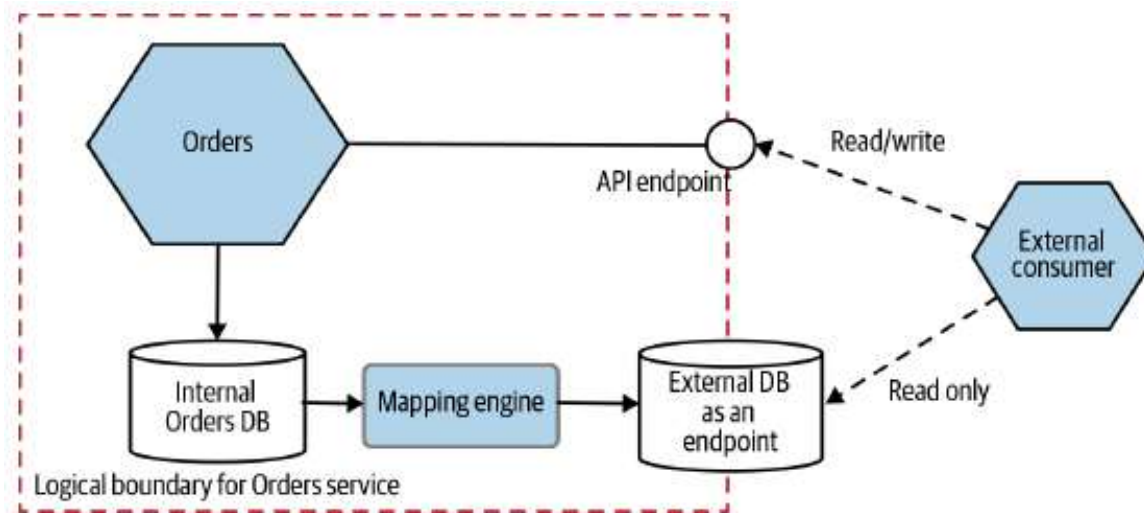 Orders
Read/write
API endpoint
External
consumer
Internal
Orders DB
Mapping engine
External DB
as an
endpoint
Read only
Logical boundary for Orders service